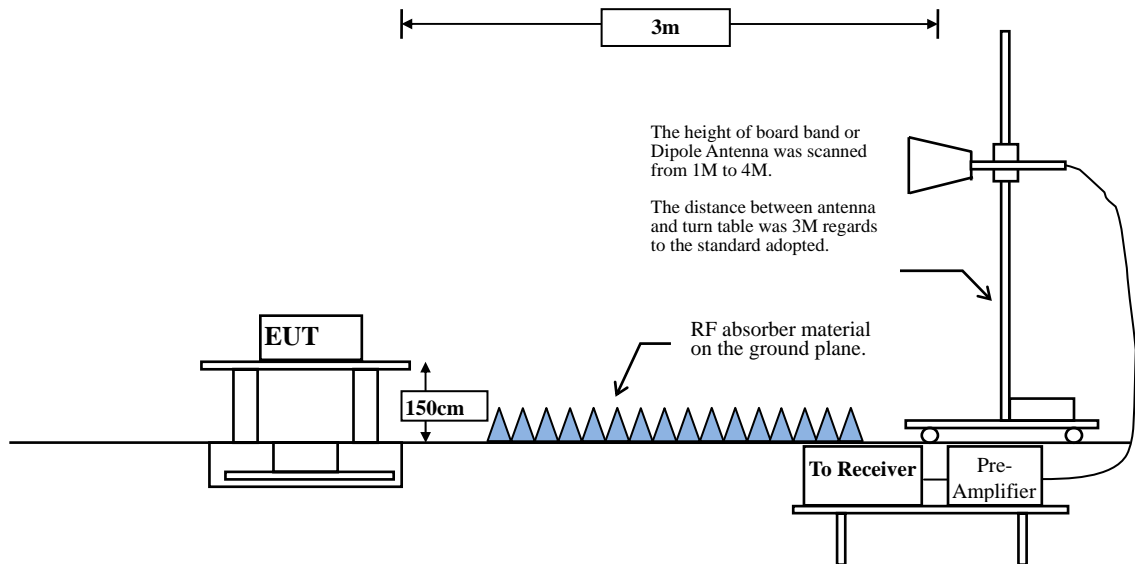 3m
The height of board band or
Dipole Antenna was scanned
from 1M to 4M.
The distance between antenna
and turn table was 3M regards
to the standard adopted.
RF absorber material
on the ground plane.
EUT
150cm
To Receiver
Pre-
Amplifier